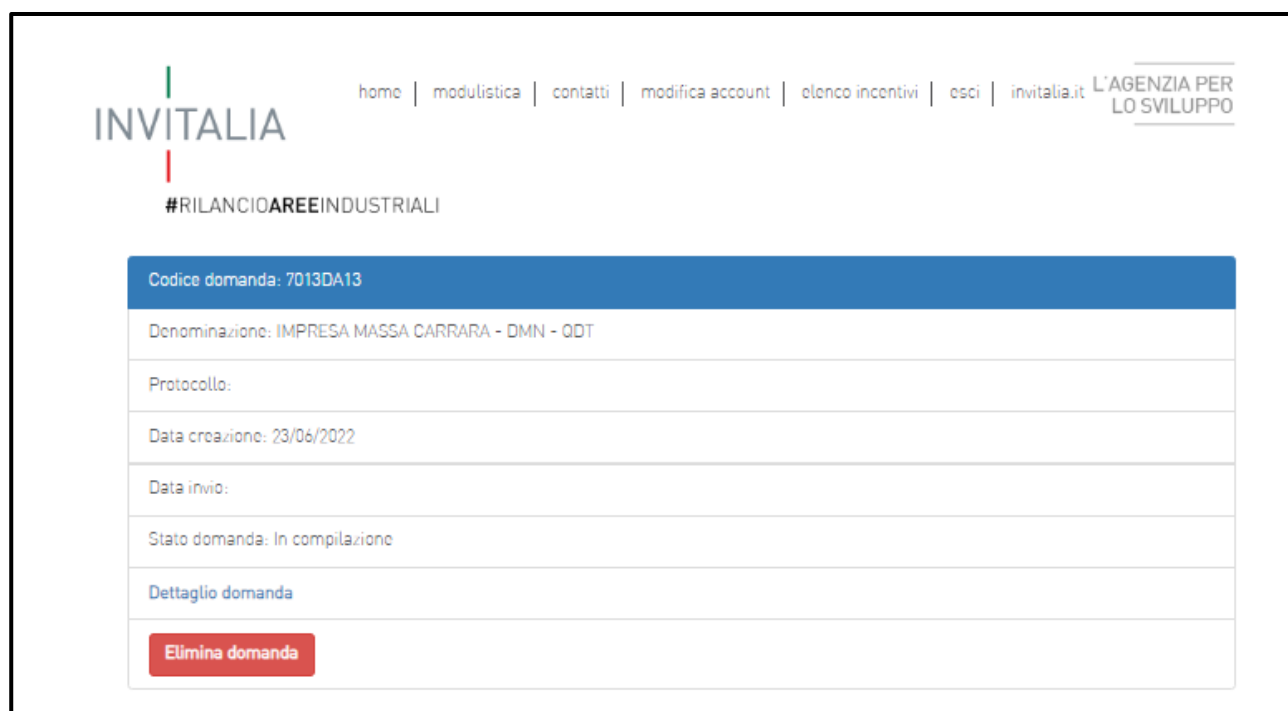 INVITALIA
home | modulistica | contatti | modifica account | elenco incentivi | esci | invitalia.it
L'AGENZIA PER
LO SVILUPPO
#RILANCIOAREEINDUSTRIALI
Codice domanda: 7013DA13
Denominazione: IMPRESA MASSA CARRARA - DMN - QDT
Protocollo:
Data creazione: 23/06/2022
Data invio:
Stato domanda: In compilazione
Dettaglio domanda
Elimina domanda